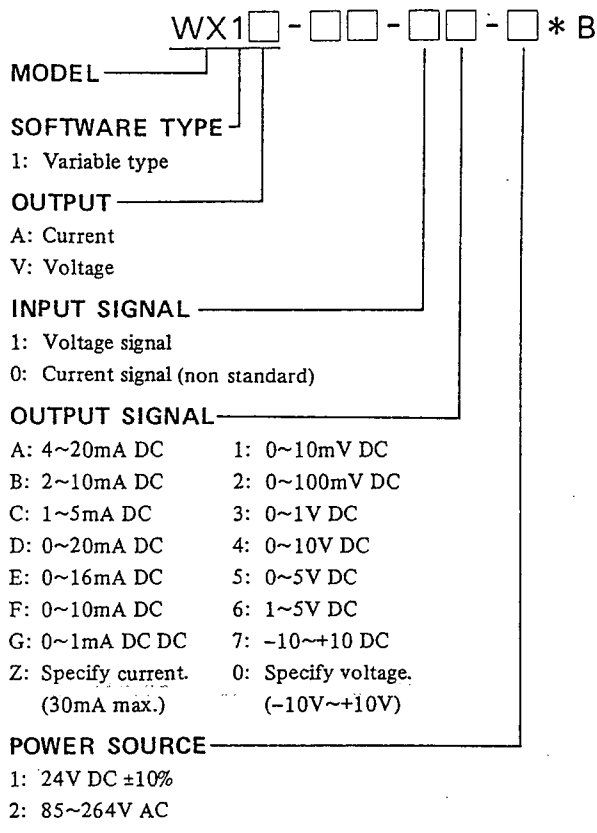 WX1□-□□-□□-□*B
MODEL
SOFTWARE TYPE
1: Variable type
OUTPUT
A: Current
V: Voltage
INPUT SIGNAL
1: Voltage signal
0: Current signal (non standard)
OUTPUT SIGNAL
A: 4~20mA DC 1: 0~10mV DC
B: 2~10mA DC 2: 0~100mV DC
C: 1~5mA DC 3: 0~1V DC
D: 0~20mA DC 4: 0~10V DC
E: 0~16mA DC 5: 0~5V DC
F: 0~10mA DC 6: 1~5V DC
G: 0~1mA DC DC 7: –10~+10 DC
Z: Specify current. 0: Specify voltage.
(30mA max.) (–10V~+10V)
POWER SOURCE
1: 24V DC ±10%
2: 85~264V AC